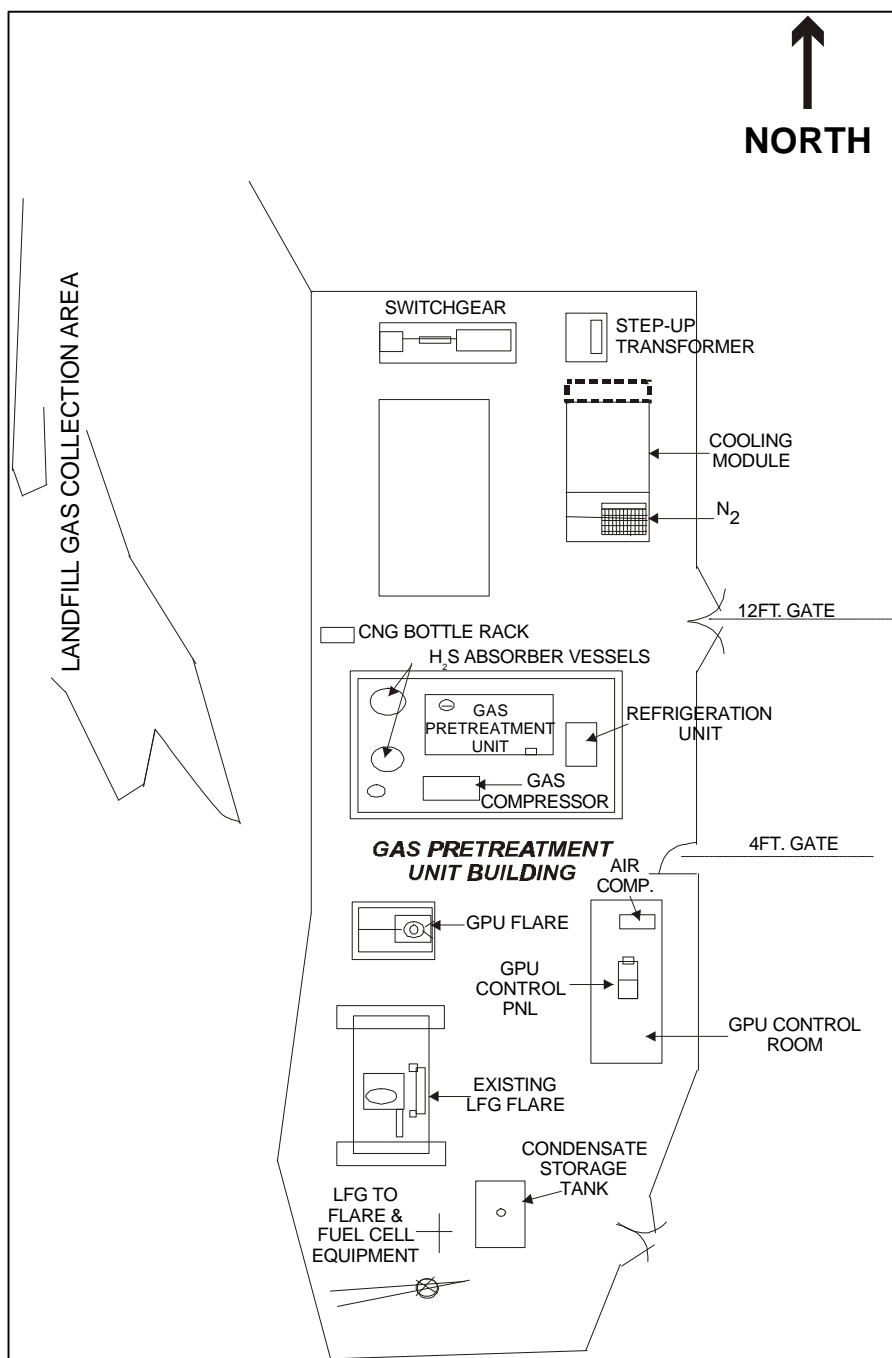 NORTH
LANDFILL GAS COLLECTION AREA
SWITCHGEAR
STEP-UP
TRANSFORMER
COOLING
MODULE
N2
12FT. GATE
CNG BOTTLE RACK
H2S ABSORBER VESSELS
GAS
PRETREATMENT
UNIT
REFRIGERATION
UNIT
GAS
COMPRESSOR
4FT. GATE
GAS PRETREATMENT
UNIT BUILDING
AIR
COMP.
GPU FLARE
GPU
CONTROL
PNL
GPU CONTROL
ROOM
EXISTING
LFG FLARE
CONDENSATE
STORAGE
TANK
LFG TO
FLARE &
FUEL CELL
EQUIPMENT